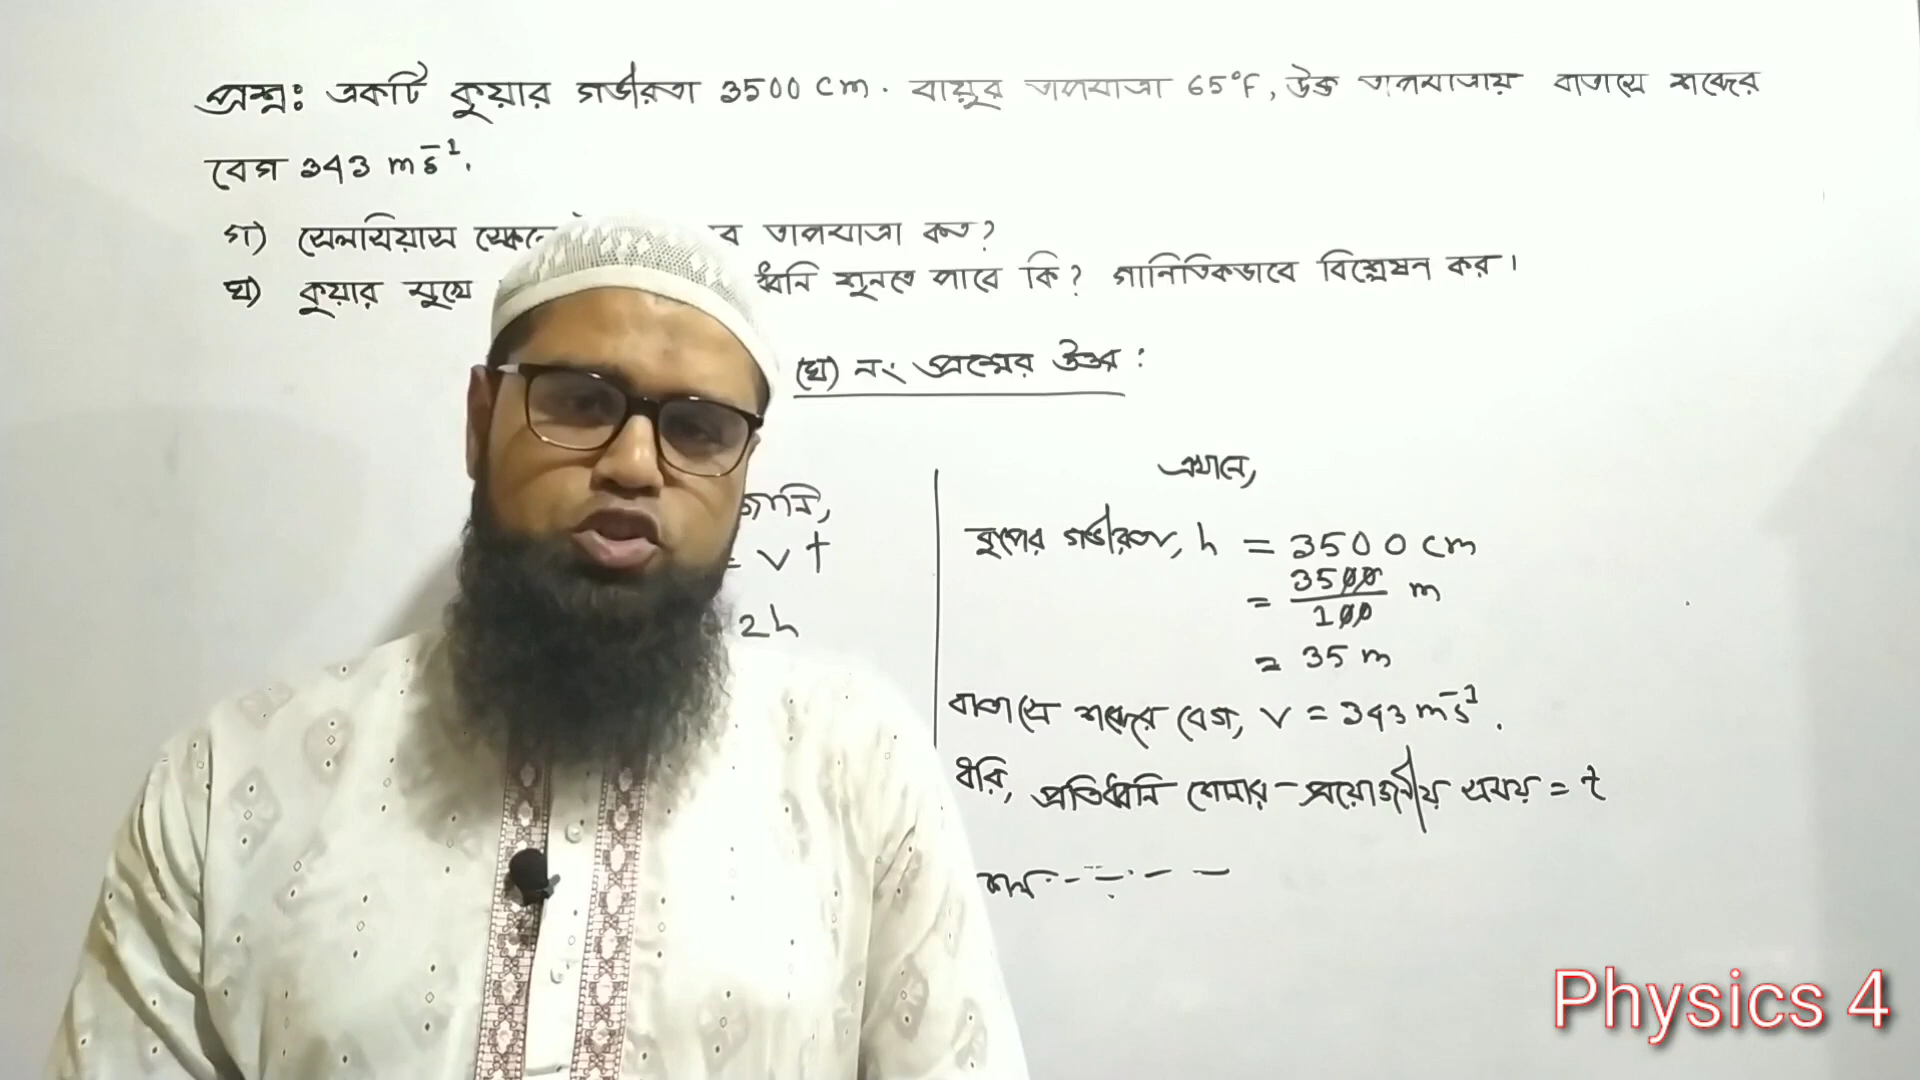 প্রশ্নঃ একটি কুয়ার গভীরতা 3500 cm. বায়ুর তাপমাত্রা 65°F, উক্ত তাপমাত্রায় বাতাসে শব্দের
বেগ 343 ms⁻¹.
গ) সেলসিয়াস স্কেলে তাপমাত্রা কত?
ঘ) কুয়ার মুখে ধ্বনি শুনতে পাবে কি? গানিতিকভাবে বিশ্লেষন কর।
(ঘ) নং প্রশ্নের উত্তর :
জানি,
= vt
2h
এখানে,
কুপের গভীরতা, h = 3500 cm
= 3500/100 m
= 35 m
বাতাসে শব্দের বেগ, v = 343 ms⁻¹.
ধরি, প্রতিধ্বনি শোনার প্রয়োজনীয় সময় = t
Physics 4